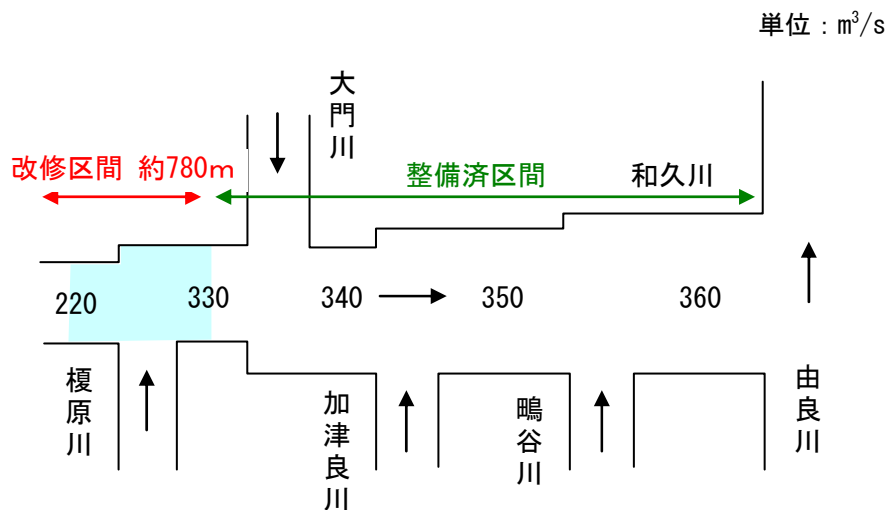 単位：m³/s
大門川
改修区間 約780m
整備済区間
和久川
220
330
340
350
360
榎原川
加津良川
鴫谷川
由良川